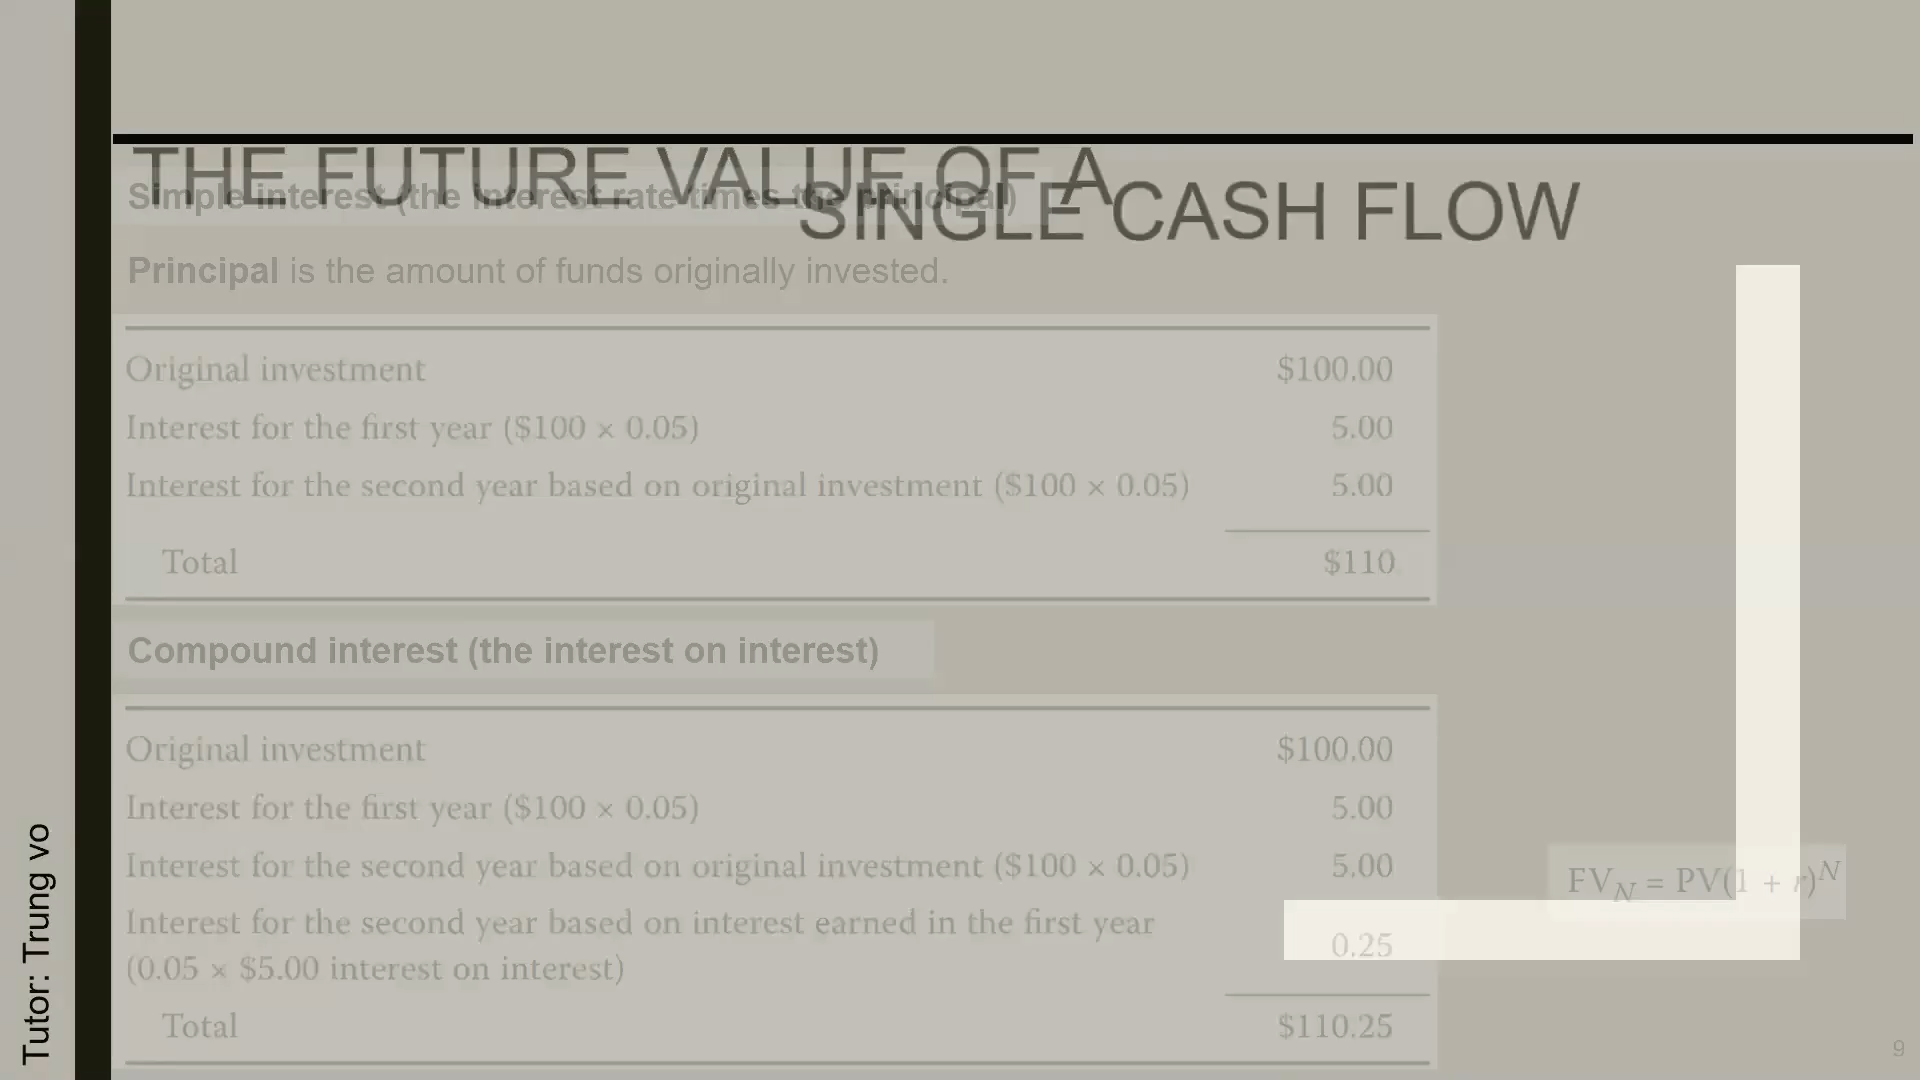 THE FUTURE VALUE OF A
SINGLE CASH FLOW
Simple interest (the interest rate times the principal)
Principal is the amount of funds originally invested.
Original investment $100.00
Interest for the first year ($100 × 0.05) 5.00
Interest for the second year based on original investment ($100 × 0.05) 5.00
Total $110
Compound interest (the interest on interest)
Original investment $100.00
Interest for the first year ($100 × 0.05) 5.00
Interest for the second year based on original investment ($100 × 0.05) 5.00
Interest for the second year based on interest earned in the first year
(0.05 × $5.00 interest on interest) 0.25
Total $110.25
FV_N = PV(1 + r)^N
Tutor: Trung vo
9